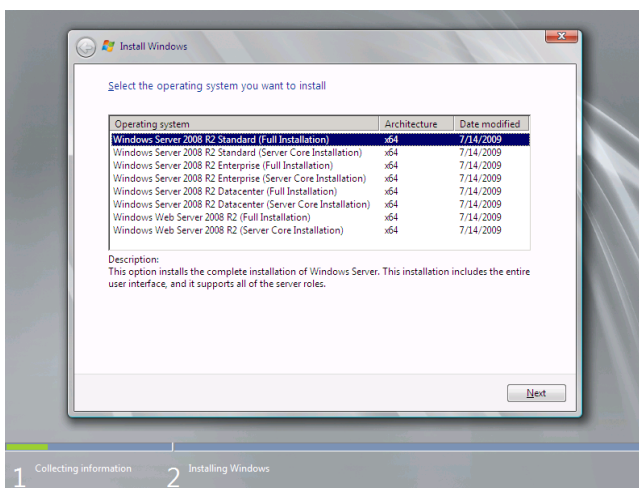 Install Windows
Select the operating system you want to install
Operating system Architecture Date modified
Windows Server 2008 R2 Standard (Full Installation) x64 7/14/2009
Windows Server 2008 R2 Standard (Server Core Installation) x64 7/14/2009
Windows Server 2008 R2 Enterprise (Full Installation) x64 7/14/2009
Windows Server 2008 R2 Enterprise (Server Core Installation) x64 7/14/2009
Windows Server 2008 R2 Datacenter (Full Installation) x64 7/14/2009
Windows Server 2008 R2 Datacenter (Server Core Installation) x64 7/14/2009
Windows Web Server 2008 R2 (Full Installation) x64 7/14/2009
Windows Web Server 2008 R2 (Server Core Installation) x64 7/14/2009
Description:
This option installs the complete installation of Windows Server. This installation includes the entire
user interface, and it supports all of the server roles.
Next
1 Collecting information 2 Installing Windows